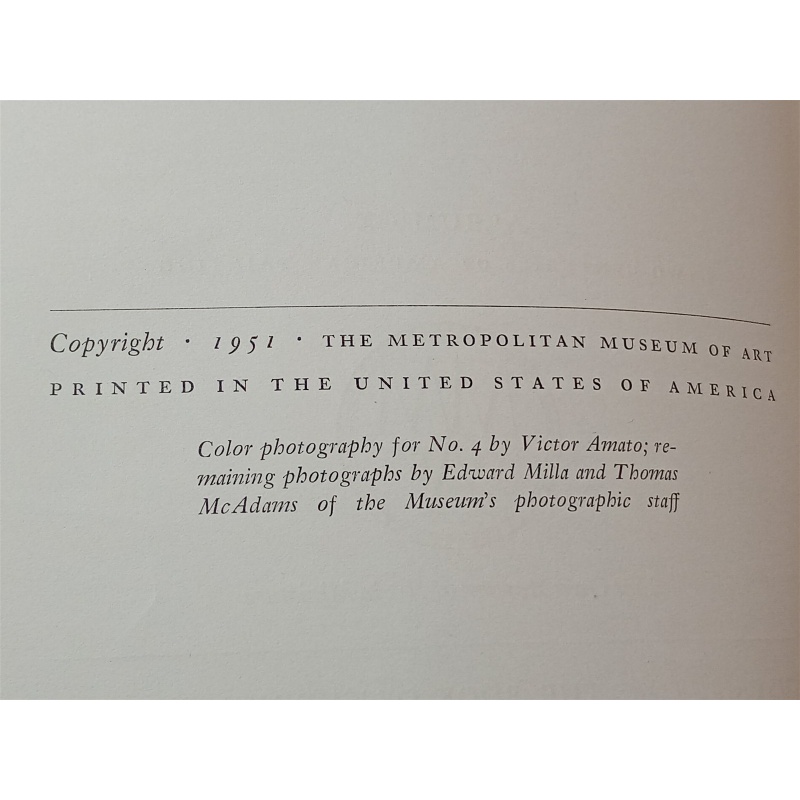 Copyright · 1951 · THE METROPOLITAN MUSEUM OF ART
PRINTED IN THE UNITED STATES OF AMERICA
Color photography for No. 4 by Victor Amato; re-
maining photographs by Edward Milla and Thomas
McAdams of the Museum's photographic staff